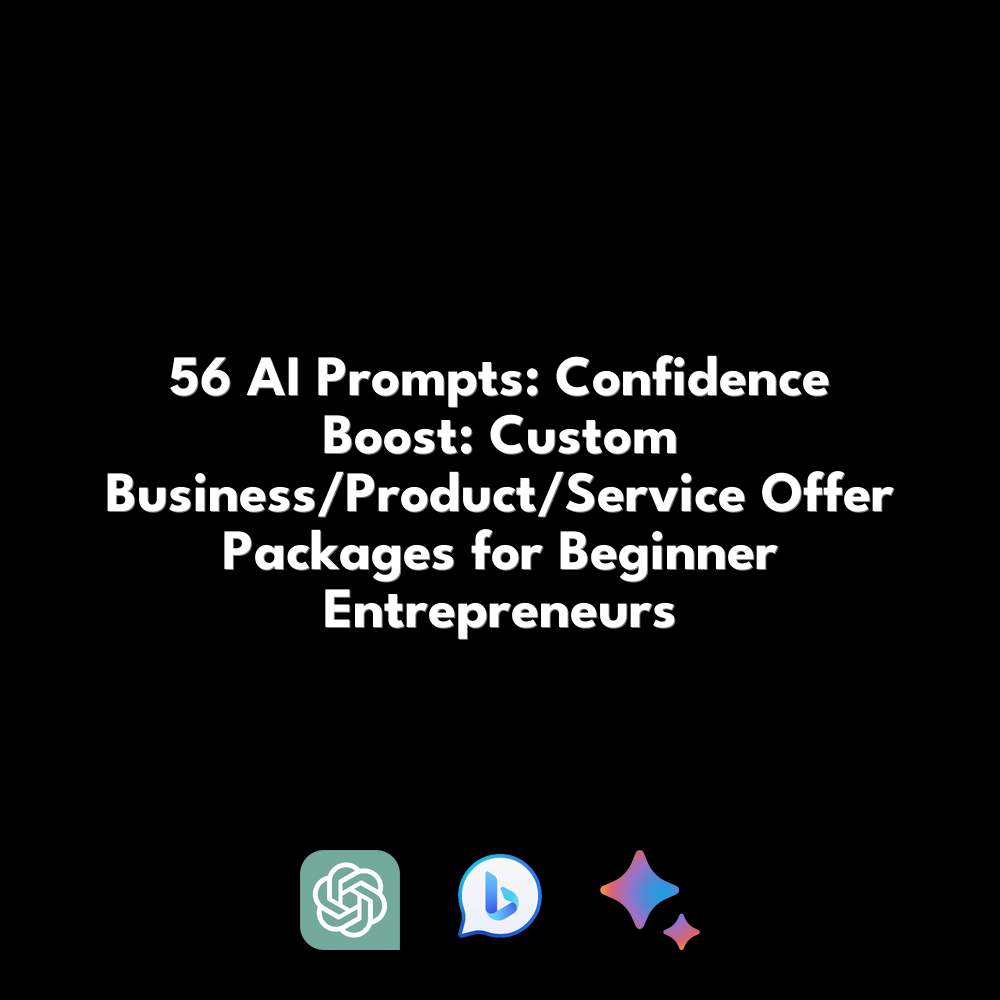 56 AI Prompts: Confidence
Boost: Custom
Business/Product/Service Offer
Packages for Beginner
Entrepreneurs